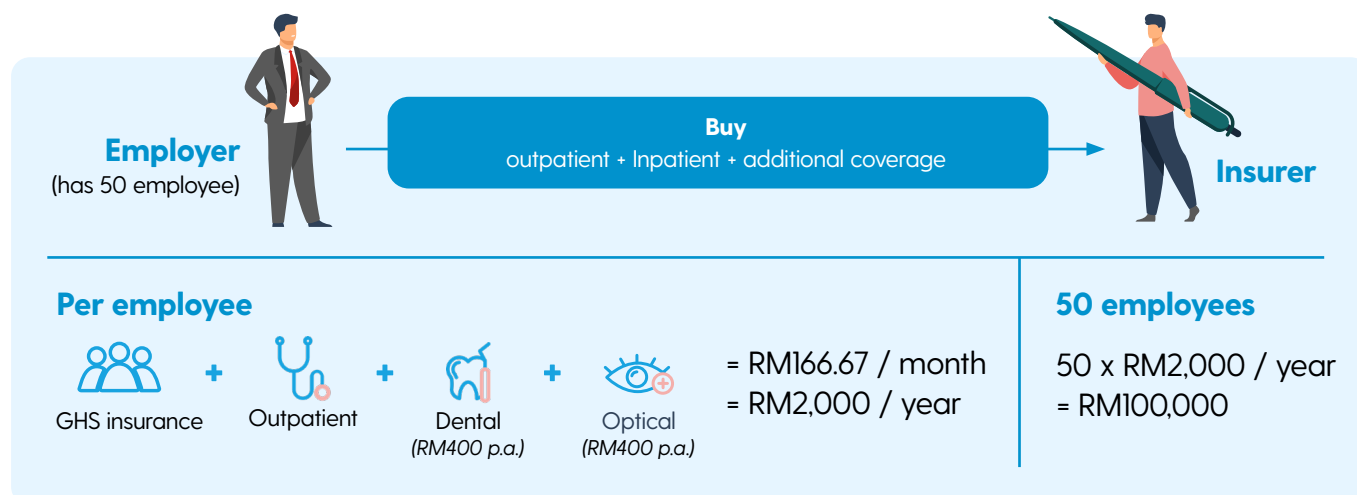 Buy
outpatient + Inpatient + additional coverage
Employer
(has 50 employee)
Insurer
Per employee
GHS insurance
+
Outpatient
+
Dental
(RM400 p.a.)
+
Optical
(RM400 p.a.)
= RM166.67 / month
= RM2,000 / year
50 employees
50 x RM2,000 / year
= RM100,000